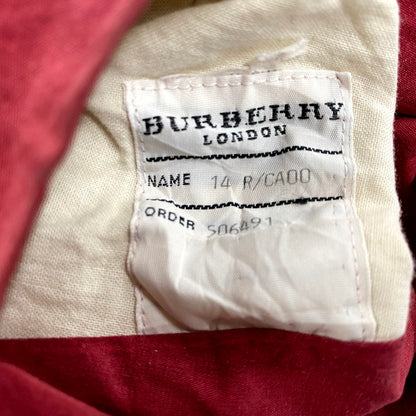 BURBERRY
LONDON
NAME 14 R/CA00
ORDER 506491